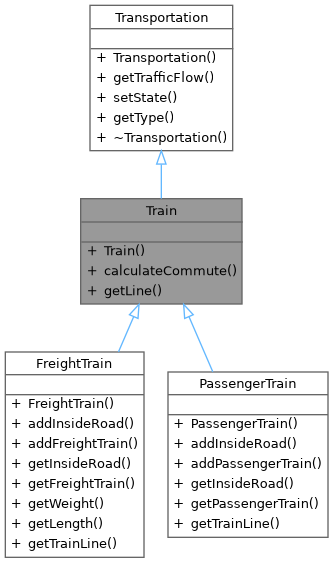 Transportation
+ Transportation()
+ getTrafficFlow()
+ setState()
+ getType()
+ ~Transportation()
Train
+ Train()
+ calculateCommute()
+ getLine()
FreightTrain
+ FreightTrain()
+ addInsideRoad()
+ addFreightTrain()
+ getInsideRoad()
+ getFreightTrain()
+ getWeight()
+ getLength()
+ getTrainLine()
PassengerTrain
+ PassengerTrain()
+ addInsideRoad()
+ addPassengerTrain()
+ getInsideRoad()
+ getPassengerTrain()
+ getTrainLine()